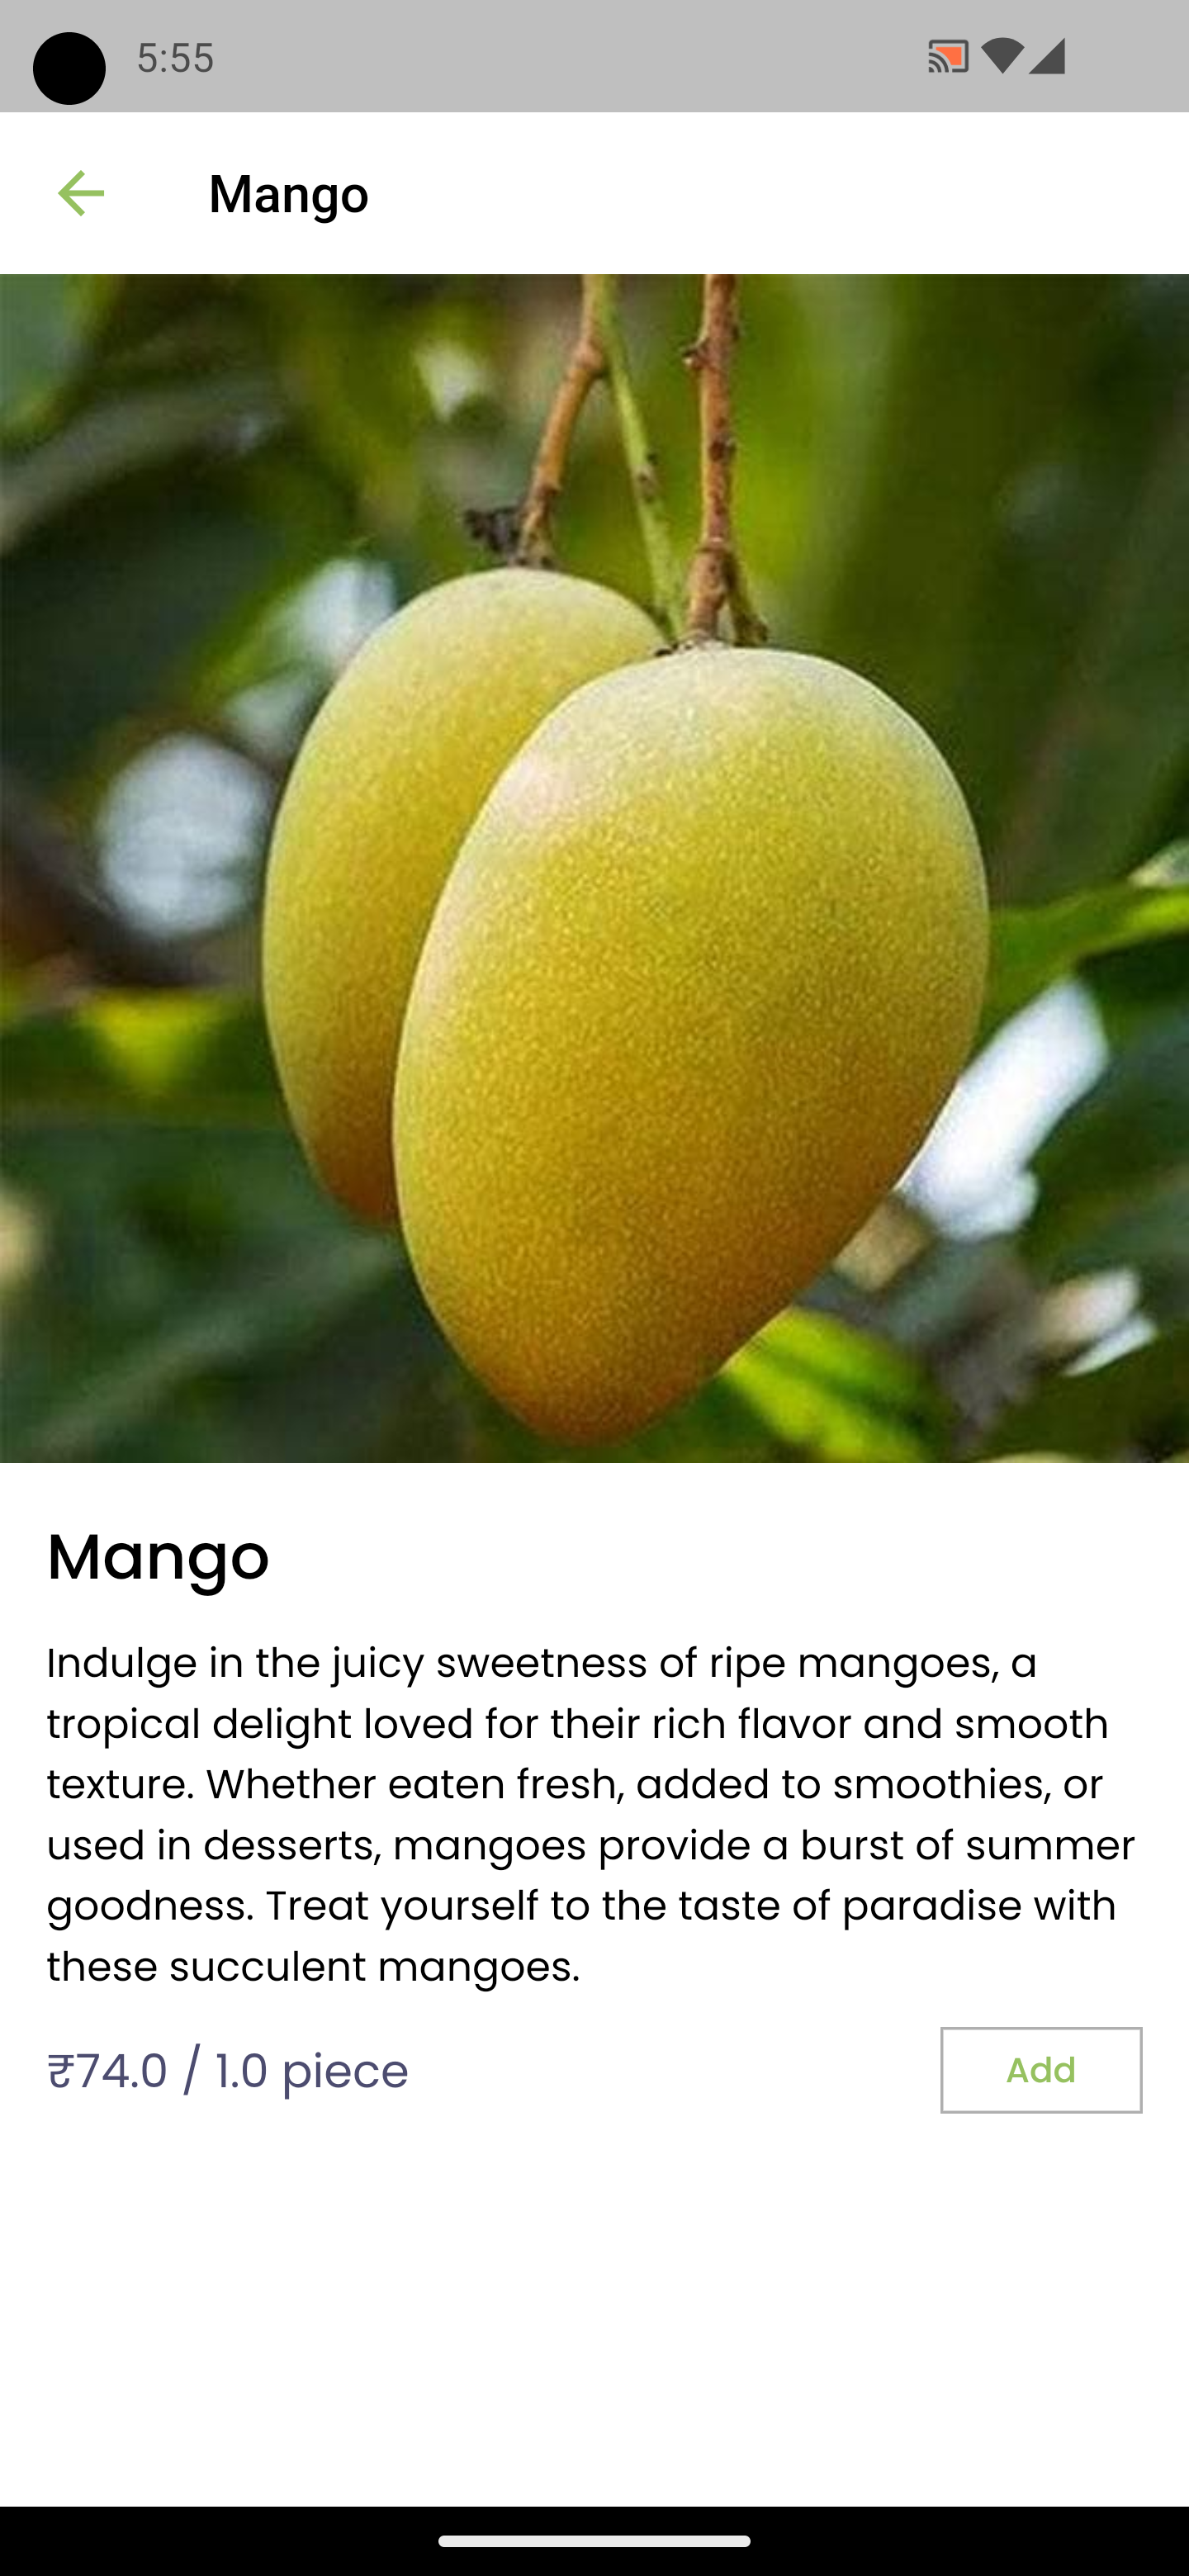 5:55
Mango
Mango
Indulge in the juicy sweetness of ripe mangoes, a
tropical delight loved for their rich flavor and smooth
texture. Whether eaten fresh, added to smoothies, or
used in desserts, mangoes provide a burst of summer
goodness. Treat yourself to the taste of paradise with
these succulent mangoes.
₹74.0 / 1.0 piece
Add